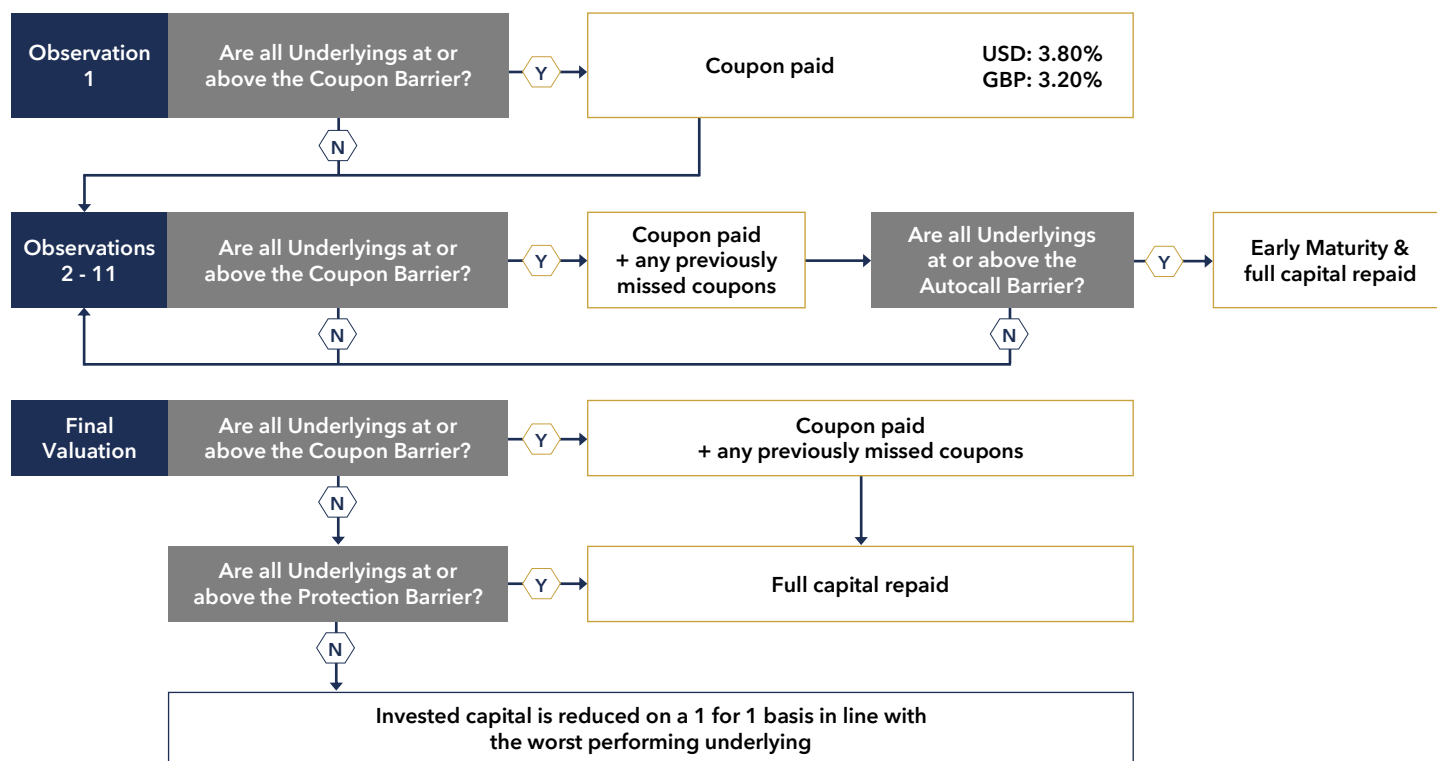 Observation
1
Are all Underlyings at or
above the Coupon Barrier?
Y
Coupon paid
USD: 3.80%
GBP: 3.20%
N
Observations
2 - 11
Are all Underlyings at or
above the Coupon Barrier?
Y
Coupon paid
+ any previously
missed coupons
Are all Underlyings
at or above the
Autocall Barrier?
Y
Early Maturity &
full capital repaid
N
N
Final
Valuation
Are all Underlyings at or
above the Coupon Barrier?
Y
Coupon paid
+ any previously missed coupons
N
Are all Underlyings at or
above the Protection Barrier?
Y
Full capital repaid
N
Invested capital is reduced on a 1 for 1 basis in line with
the worst performing underlying